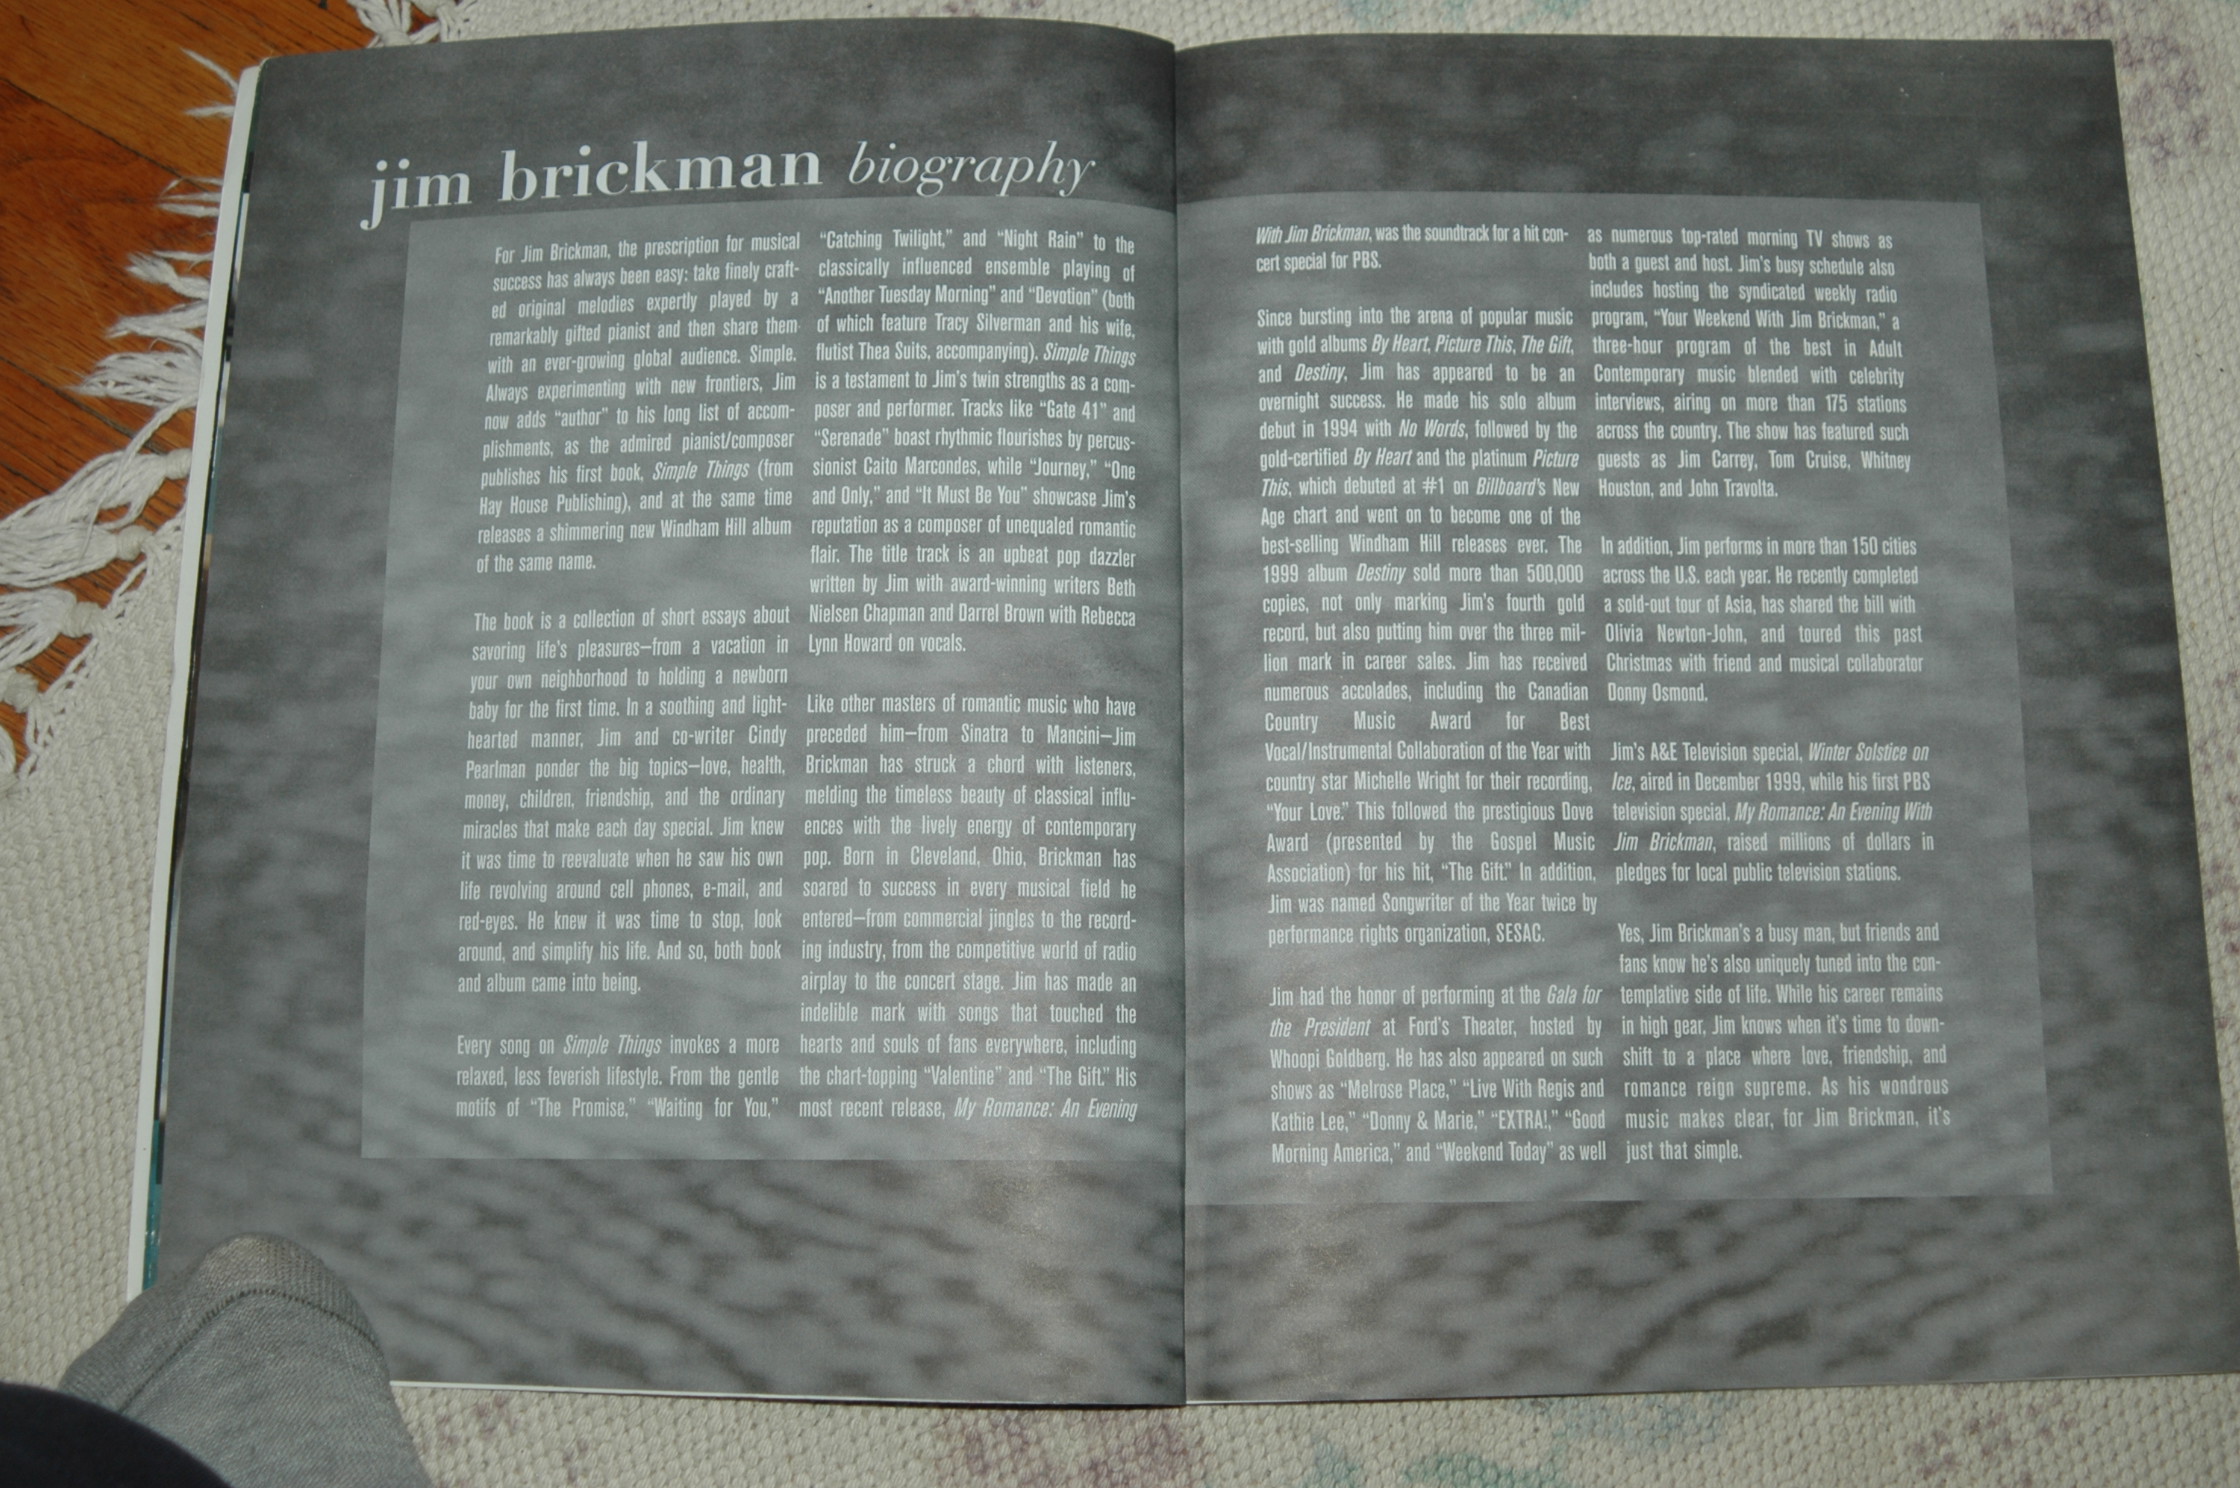 jim brickman biography
For Jim Brickman, the prescription for musical
success has always been easy: take finely craft-
ed original melodies expertly played by a
remarkably gifted pianist and then share them
with an ever-growing global audience. Simple.
Always experimenting with new frontiers, Jim
now adds “author” to his long list of accom-
plishments, as the admired pianist/composer
publishes his first book, Simple Things (from
Hay House Publishing), and at the same time
releases a shimmering new Windham Hill album
of the same name.
The book is a collection of short essays about
savoring life's pleasures—from a vacation in
your own neighborhood to holding a newborn
baby for the first time. In a soothing and light-
hearted manner, Jim and co-writer Cindy
Pearlman ponder the big topics—love, health,
money, children, friendship, and the ordinary
miracles that make each day special. Jim knew
it was time to reevaluate when he saw his own
life revolving around cell phones, e-mail, and
red-eyes. He knew it was time to stop, look
around, and simplify his life. And so, both book
and album came into being.
Every song on Simple Things invokes a more
relaxed, less feverish lifestyle. From the gentle
motifs of “The Promise,” “Waiting for You,”
“Catching Twilight,” and “Night Rain” to the
classically influenced ensemble playing of
“Another Tuesday Morning” and “Devotion” (both
of which feature Tracy Silverman and his wife,
flutist Thea Suits, accompanying). Simple Things
is a testament to Jim's twin strengths as a com-
poser and performer. Tracks like “Gate 41” and
“Serenade” boast rhythmic flourishes by percus-
sionist Caito Marcondes, while “Journey,” “One
and Only,” and “It Must Be You” showcase Jim's
reputation as a composer of unequaled romantic
flair. The title track is an upbeat pop dazzler
written by Jim with award-winning writers Beth
Nielsen Chapman and Darrel Brown with Rebecca
Lynn Howard on vocals.
Like other masters of romantic music who have
preceded him—from Sinatra to Mancini—Jim
Brickman has struck a chord with listeners,
melding the timeless beauty of classical influ-
ences with the lively energy of contemporary
pop. Born in Cleveland, Ohio, Brickman has
soared to success in every musical field he
entered—from commercial jingles to the record-
ing industry, from the competitive world of radio
airplay to the concert stage. Jim has made an
indelible mark with songs that touched the
hearts and souls of fans everywhere, including
the chart-topping “Valentine” and “The Gift.” His
most recent release, My Romance: An Evening
With Jim Brickman, was the soundtrack for a hit con-
cert special for PBS.
Since bursting into the arena of popular music
with gold albums By Heart, Picture This, The Gift,
and Destiny, Jim has appeared to be an
overnight success. He made his solo album
debut in 1994 with No Words, followed by the
gold-certified By Heart and the platinum Picture
This, which debuted at #1 on Billboard's New
Age chart and went on to become one of the
best-selling Windham Hill releases ever. The
1999 album Destiny sold more than 500,000
copies, not only marking Jim's fourth gold
record, but also putting him over the three mil-
lion mark in career sales. Jim has received
numerous accolades, including the Canadian
Country Music Award for Best
Vocal/Instrumental Collaboration of the Year with
country star Michelle Wright for their recording,
“Your Love.” This followed the prestigious Dove
Award (presented by the Gospel Music
Association) for his hit, “The Gift.” In addition,
Jim was named Songwriter of the Year twice by
performance rights organization, SESAC.
Jim had the honor of performing at the Gala for
the President at Ford's Theater, hosted by
Whoopi Goldberg. He has also appeared on such
shows as “Melrose Place,” “Live With Regis and
Kathie Lee,” “Donny & Marie,” “EXTRA!,” “Good
Morning America,” and “Weekend Today” as well
as numerous top-rated morning TV shows as
both a guest and host. Jim's busy schedule also
includes hosting the syndicated weekly radio
program, “Your Weekend With Jim Brickman,” a
three-hour program of the best in Adult
Contemporary music blended with celebrity
interviews, airing on more than 175 stations
across the country. The show has featured such
guests as Jim Carrey, Tom Cruise, Whitney
Houston, and John Travolta.
In addition, Jim performs in more than 150 cities
across the U.S. each year. He recently completed
a sold-out tour of Asia, has shared the bill with
Olivia Newton-John, and toured this past
Christmas with friend and musical collaborator
Donny Osmond.
Jim's A&E Television special, Winter Solstice on
Ice, aired in December 1999, while his first PBS
television special, My Romance: An Evening With
Jim Brickman, raised millions of dollars in
pledges for local public television stations.
Yes, Jim Brickman's a busy man, but friends and
fans know he's also uniquely tuned into the con-
templative side of life. While his career remains
in high gear, Jim knows when it's time to down-
shift to a place where love, friendship, and
romance reign supreme. As his wondrous
music makes clear, for Jim Brickman, it's
just that simple.